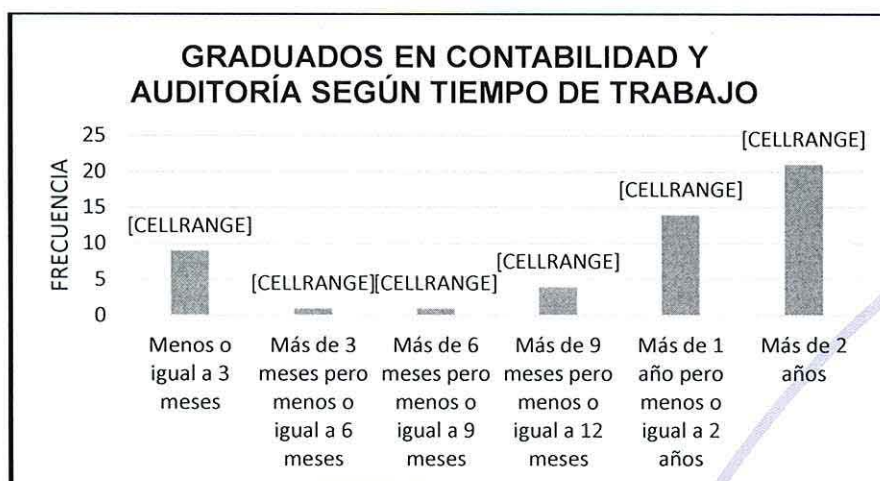 GRADUADOS EN CONTABILIDAD Y
AUDITORÍA SEGÚN TIEMPO DE TRABAJO
FRECUENCIA
25
20
15
10
5
0
[CELLRANGE]
[CELLRANGE]
[CELLRANGE]
[CELLRANGE]
[CELLRANGE]
[CELLRANGE]
Menos o
igual a 3
meses
Más de 3
meses pero
menos o
igual a 6
meses
Más de 6
meses pero
menos o
igual a 9
meses
Más de 9
meses pero
menos o
igual a 12
meses
Más de 1
año pero
menos o
igual a 2
años
Más de 2
años